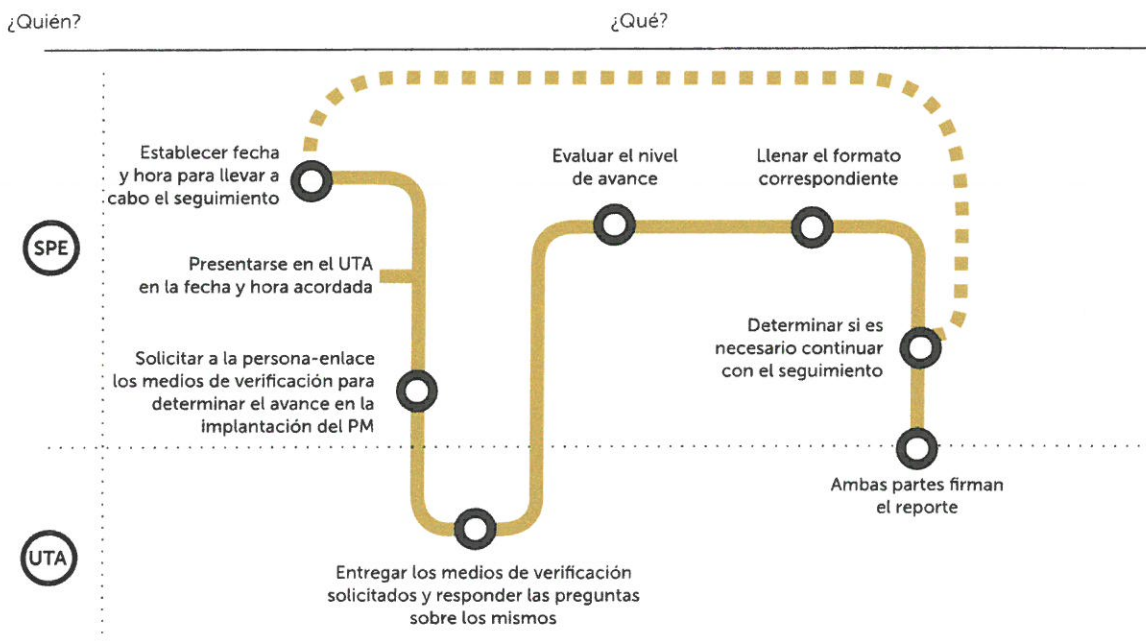 ¿Quién?
¿Qué?
SPE
Establecer fecha
y hora para llevar a
cabo el seguimiento
Presentarse en el UTA
en la fecha y hora acordada
Solicitar a la persona-enlace
los medios de verificación para
determinar el avance en la
implantación del PM
Evaluar el nivel
de avance
Llenar el formato
correspondiente
Determinar si es
necesario continuar
con el seguimiento
Ambas partes firman
el reporte
UTA
Entregar los medios de verificación
solicitados y responder las preguntas
sobre los mismos